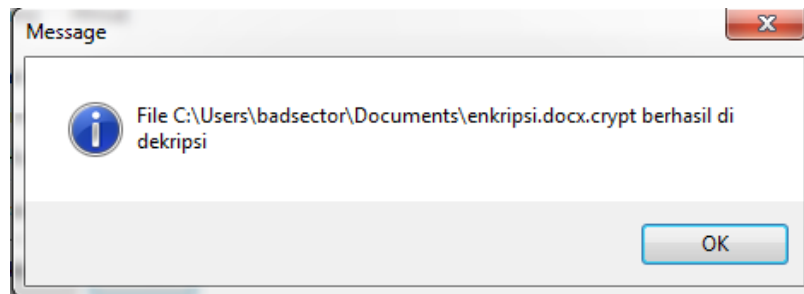 Message
File C:\Users\badsector\Documents\enkripsi.docx.crypt berhasil di
dekripsi
OK